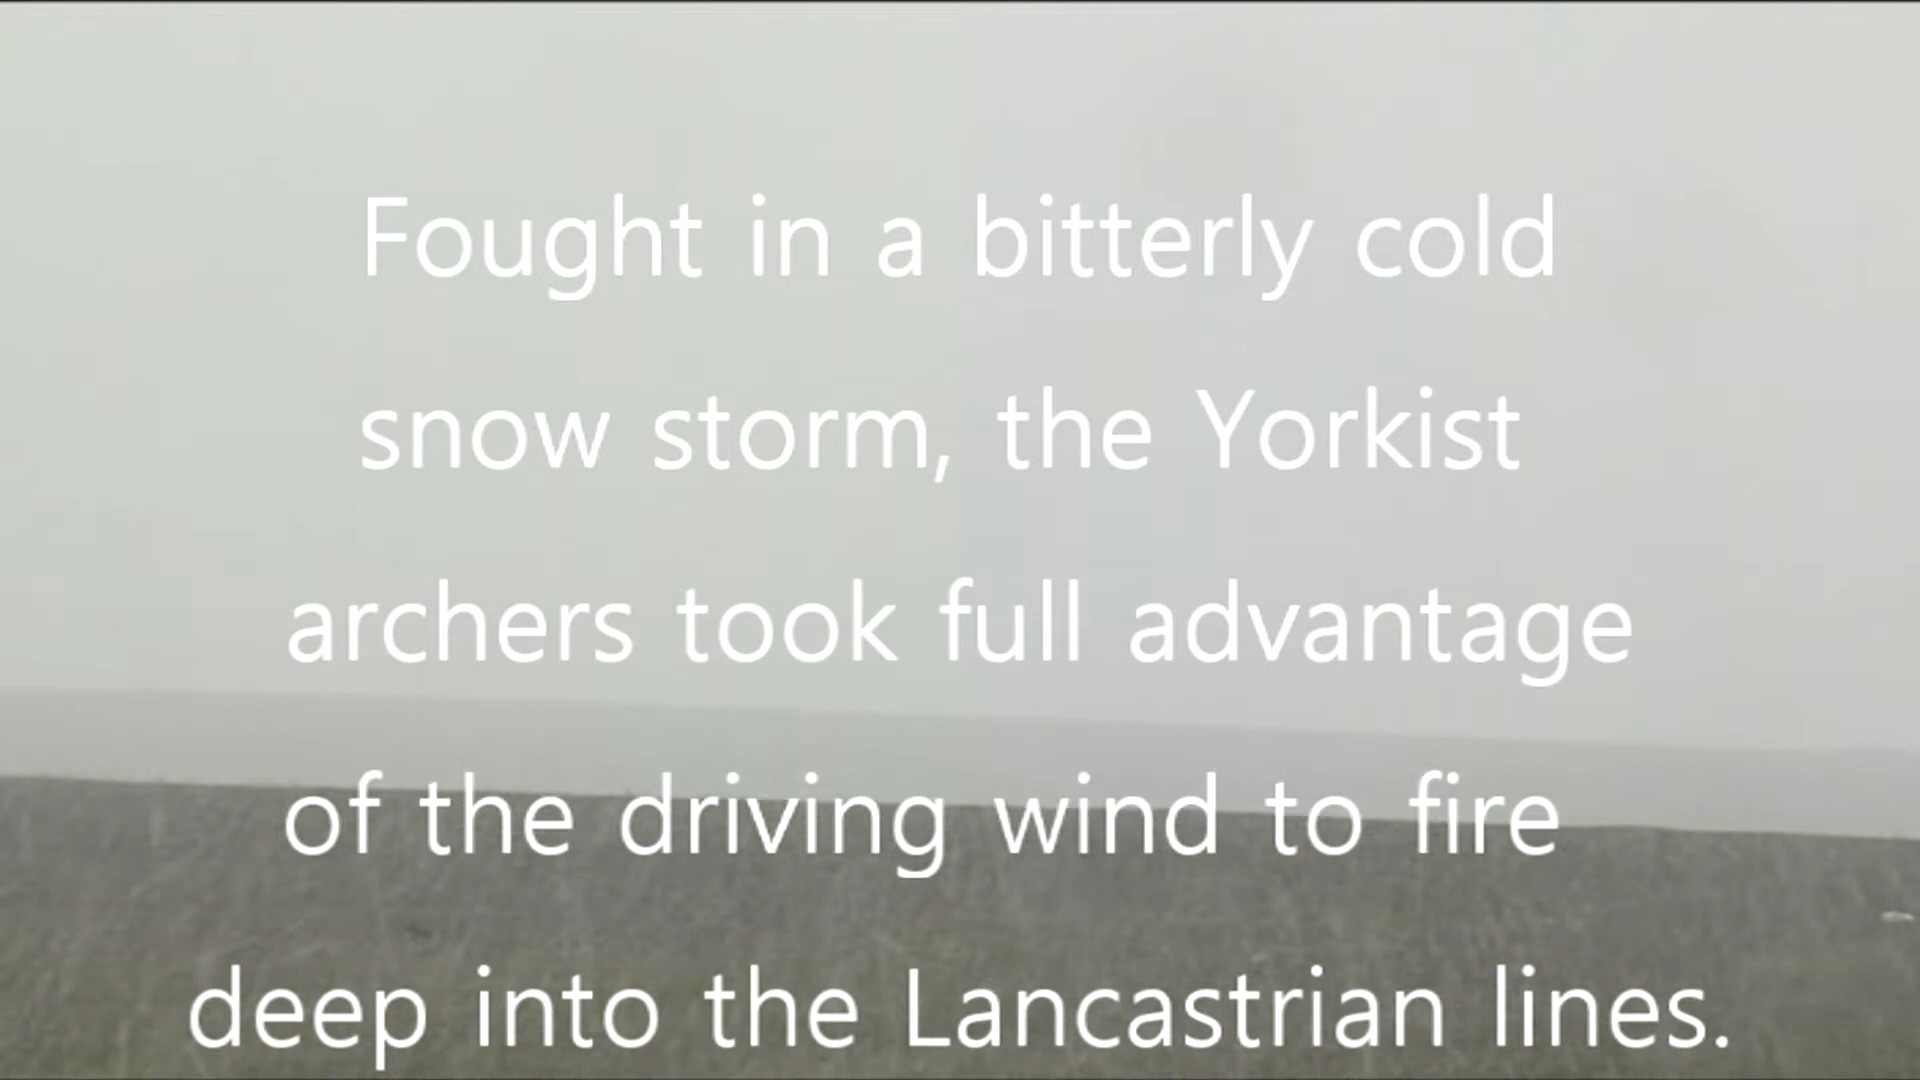 Fought in a bitterly cold
snow storm, the Yorkist
archers took full advantage
of the driving wind to fire
deep into the Lancastrian lines.